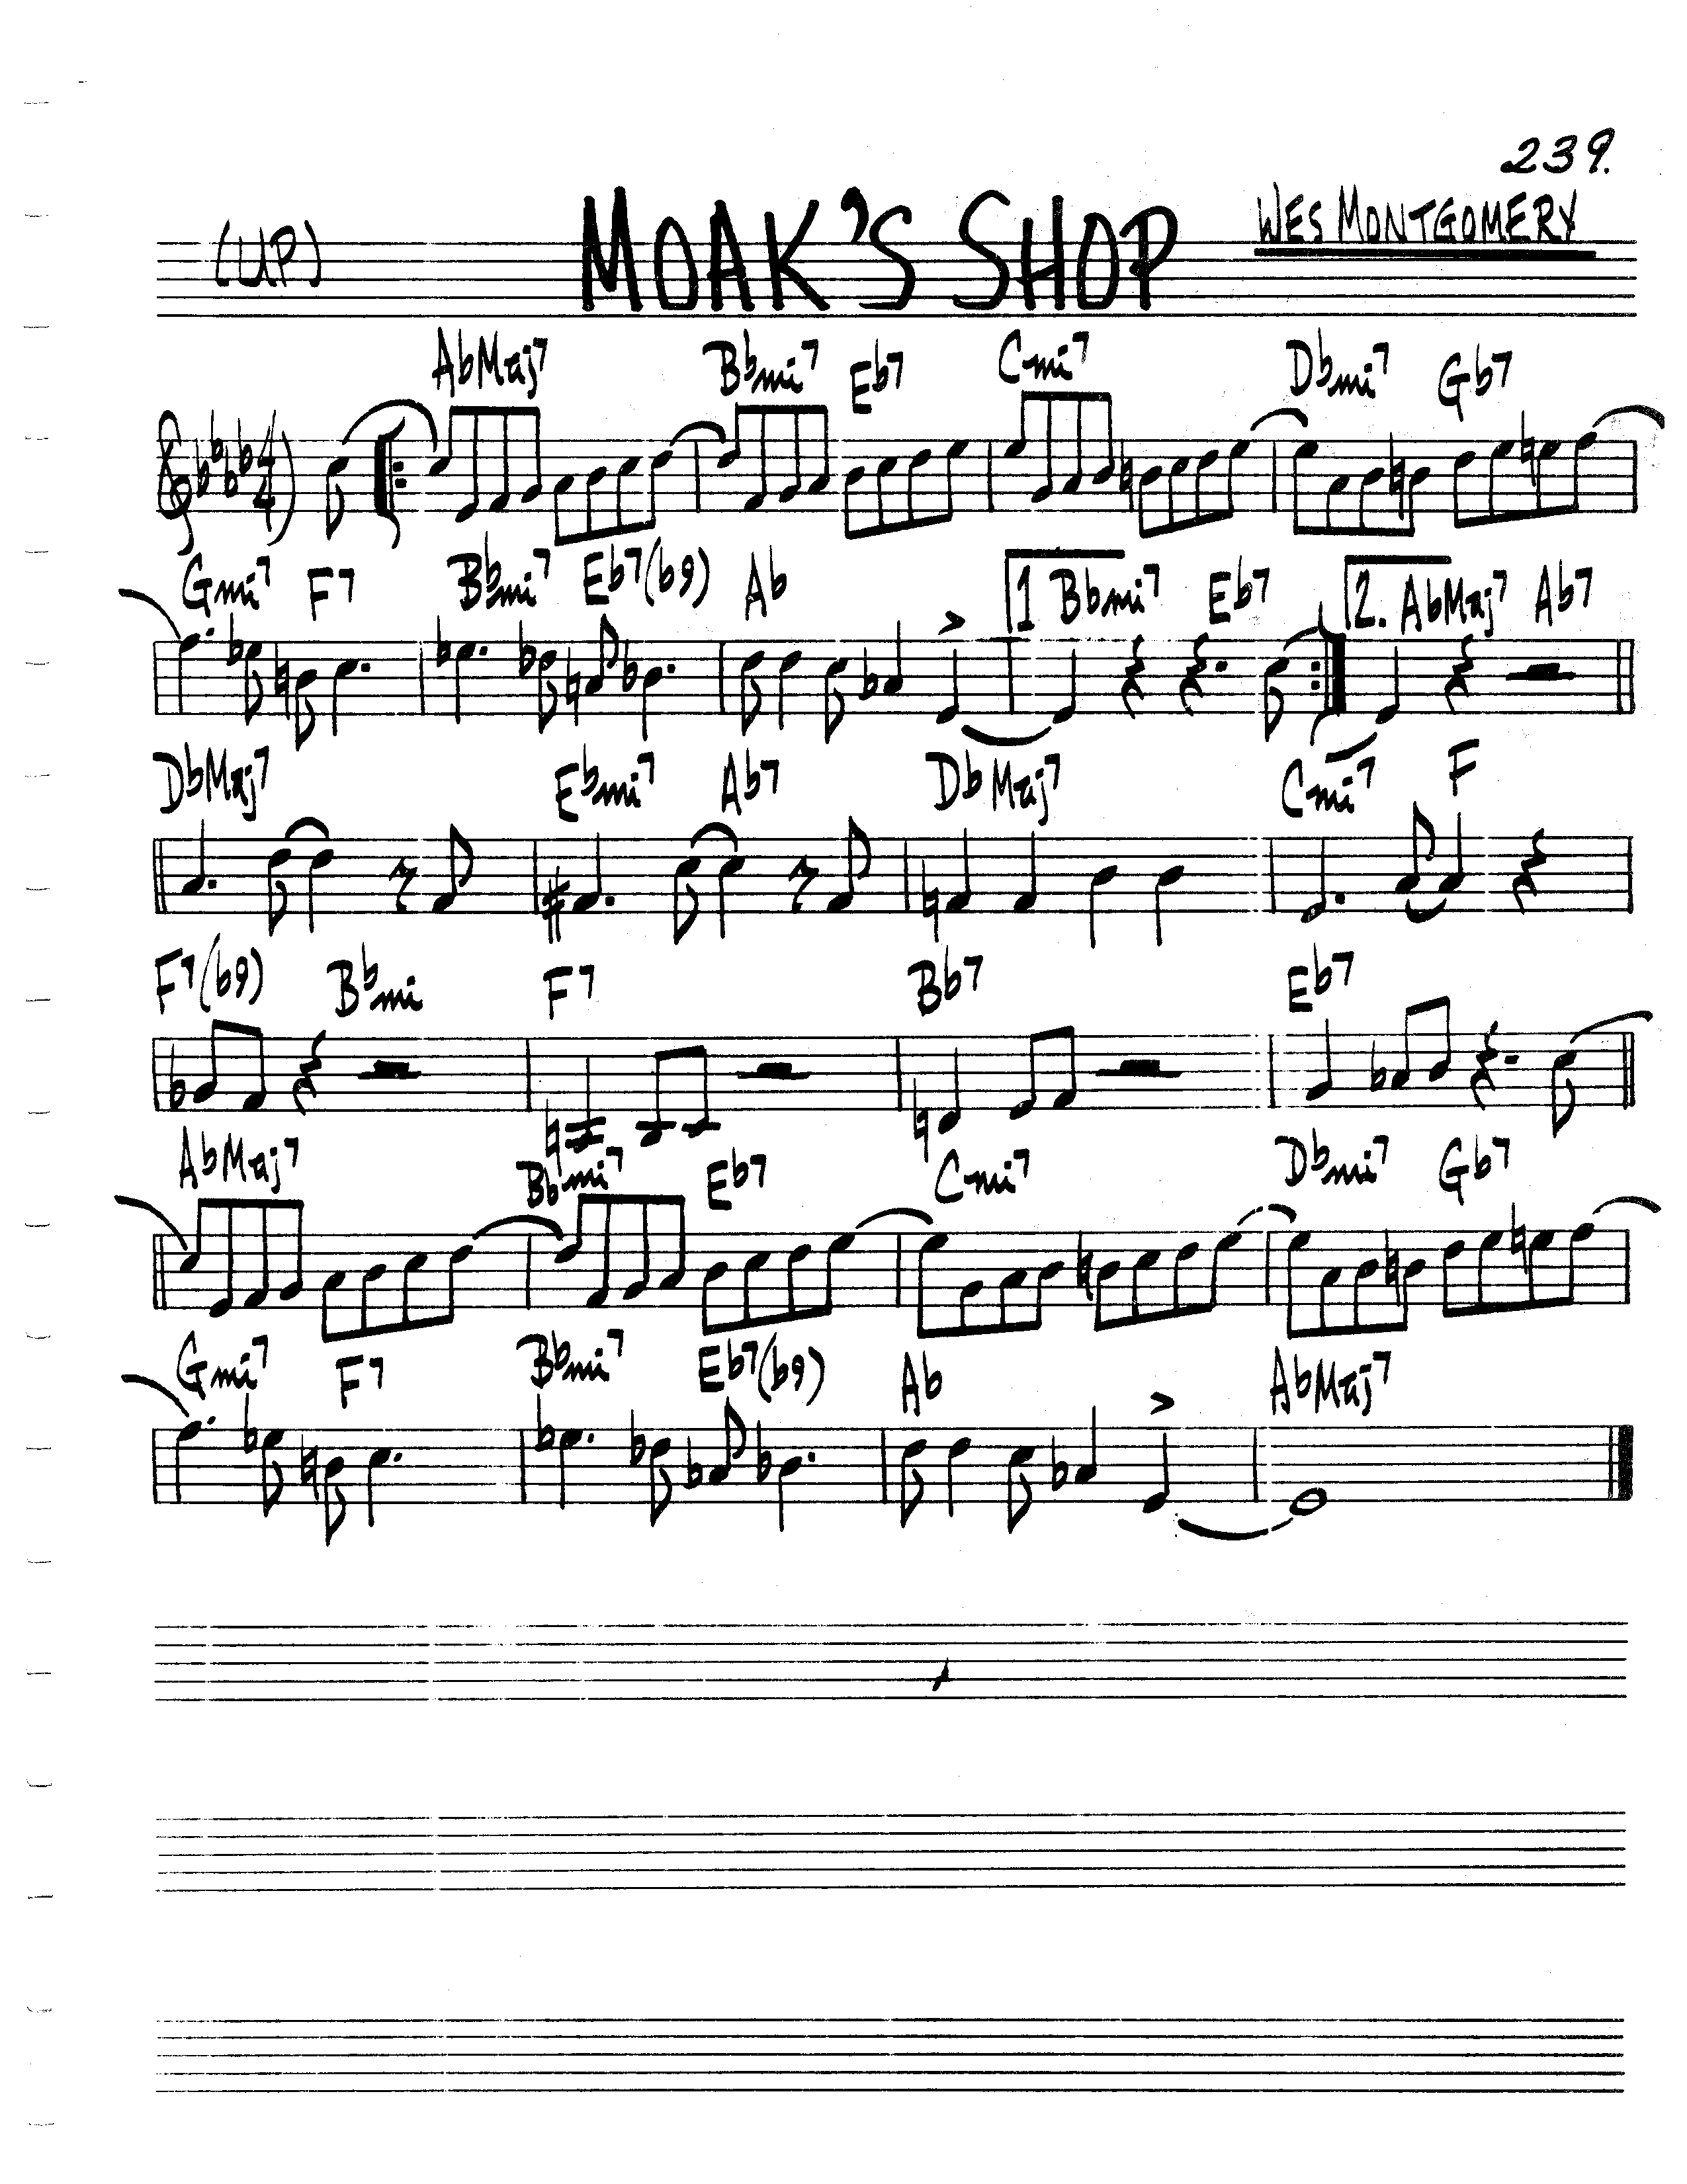 239.
(UP) MOAK'S SHOP WES MONTGOMERY
AbMaj7 Bbmi7 Eb7 Cmi7 Dbmi7 Gb7
4/4
Gmi7 F7 Bbmi7 Eb7(b9) Ab 1 Bbmi7 Eb7 2. AbMaj7 Ab7
DbMaj7 Ebmi7 Ab7 DbMaj7 Cmi7 F
F7(b9) Bbmi F7 Bb7 Eb7
AbMaj7 Bbmi7 Eb7 Cmi7 Dbmi7 Gb7
Gmi7 F7 Bbmi7 Eb7(b9) Ab AbMaj7